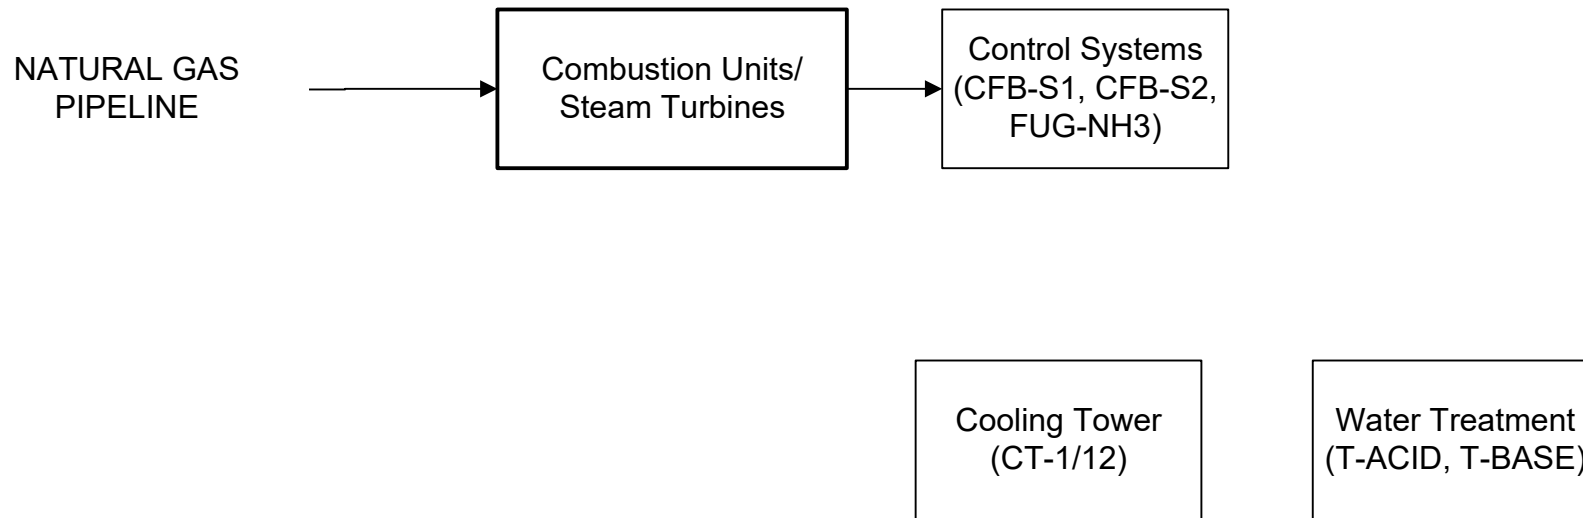 NATURAL GAS
PIPELINE
Combustion Units/
Steam Turbines
Control Systems
(CFB-S1, CFB-S2,
FUG-NH3)
Cooling Tower
(CT-1/12)
Water Treatment
(T-ACID, T-BASE)